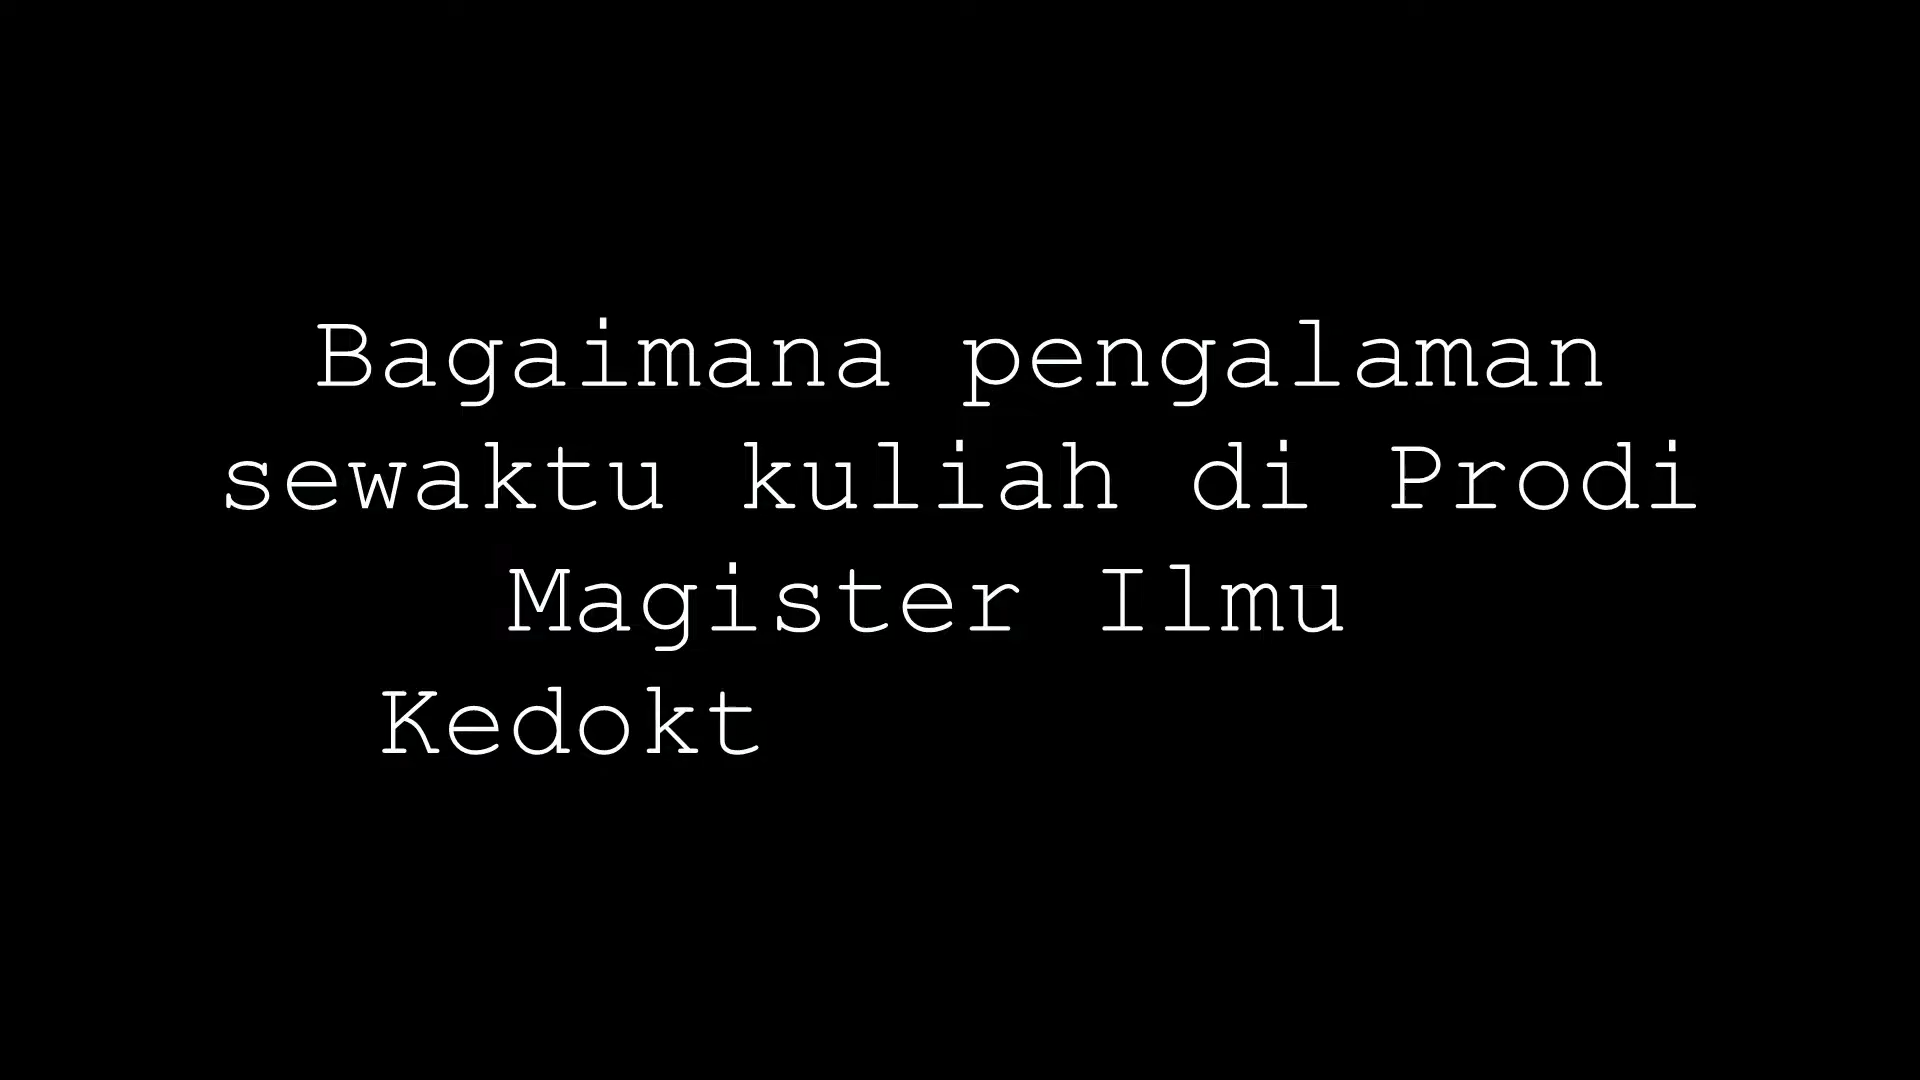 Bagaimana pengalaman
sewaktu kuliah di Prodi
Magister Ilmu
Kedokt